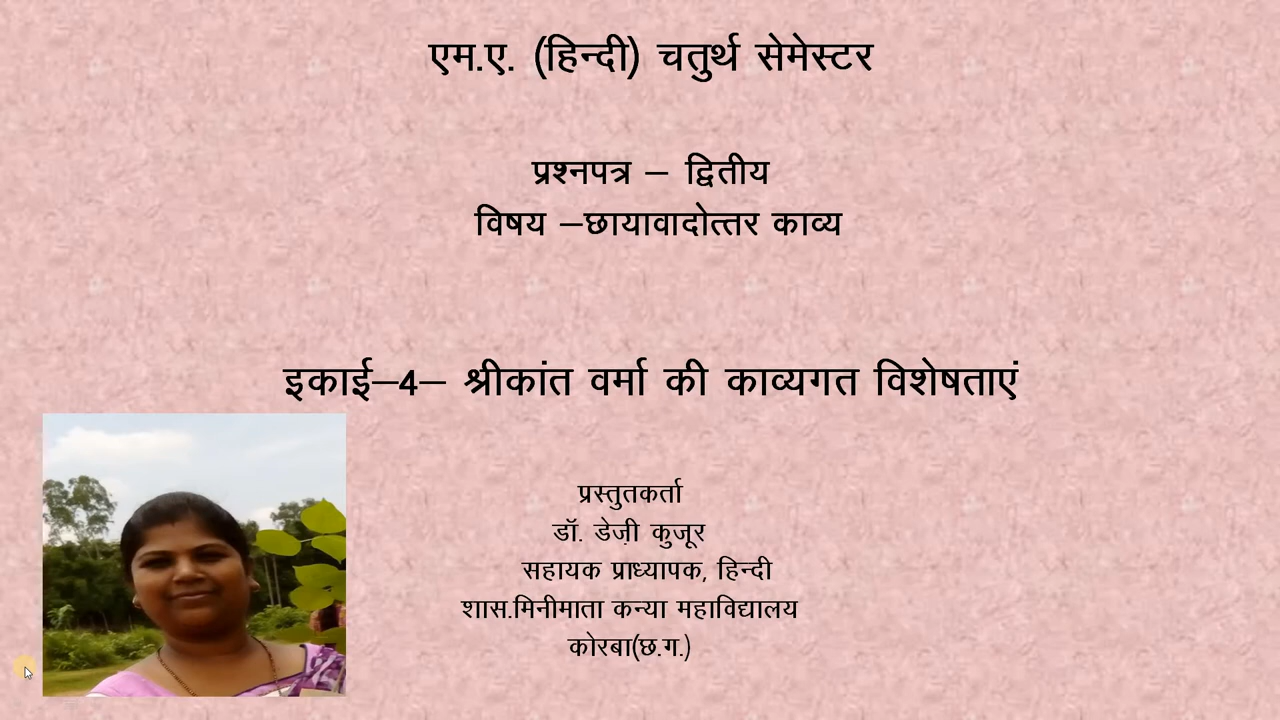 एम.ए. (हिन्दी) चतुर्थ सेमेस्टर
प्रश्नपत्र – द्वितीय
विषय –छायावादोत्तर काव्य
इकाई–4– श्रीकांत वर्मा की काव्यगत विशेषताएं
प्रस्तुतकर्ता
डॉ. डेज़ी कुजूर
सहायक प्राध्यापक, हिन्दी
शास.मिनीमाता कन्या महाविद्यालय
कोरबा(छ.ग.)